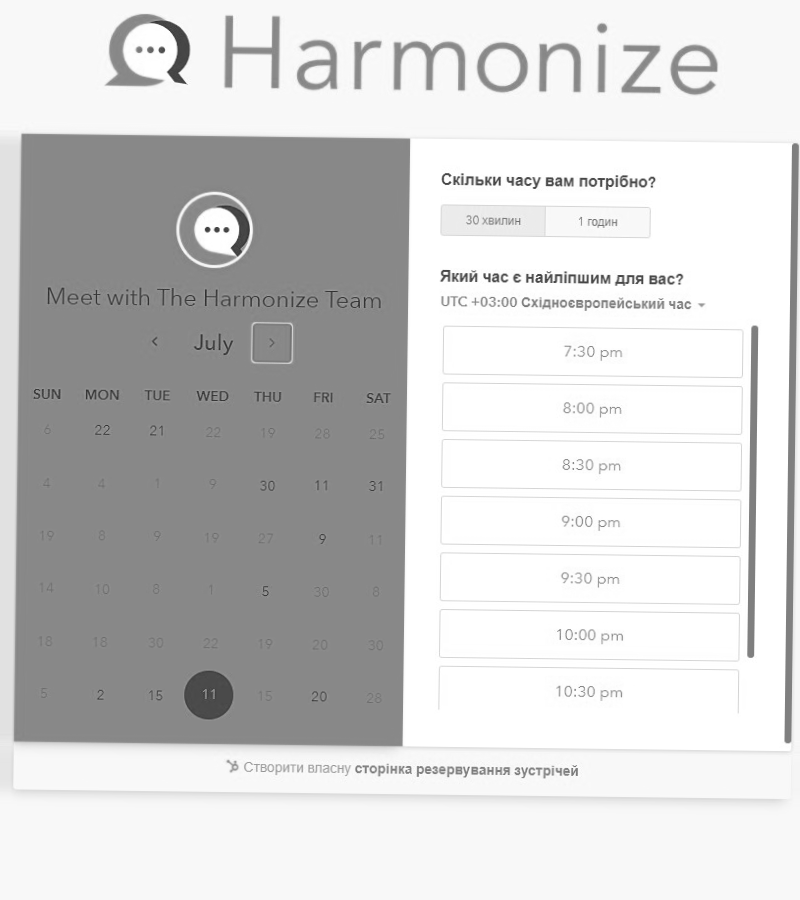 Harmonize
Meet with The Harmonize Team
July
SUN MON TUE WED THU FRI SAT
6 22 21 22 19 28 25
4 4 1 9 30 11 31
19 8 9 19 27 9 11
14 10 8 1 5 30 8
18 18 30 22 19 20 30
5 2 15 11 15 20 28
Скільки часу вам потрібно?
30 хвилин 1 годин
Який час є найліпшим для вас?
UTC +03:00 Східноєвропейський час
7:30 pm
8:00 pm
8:30 pm
9:00 pm
9:30 pm
10:00 pm
10:30 pm
Створити власну сторінка резервування зустрічей